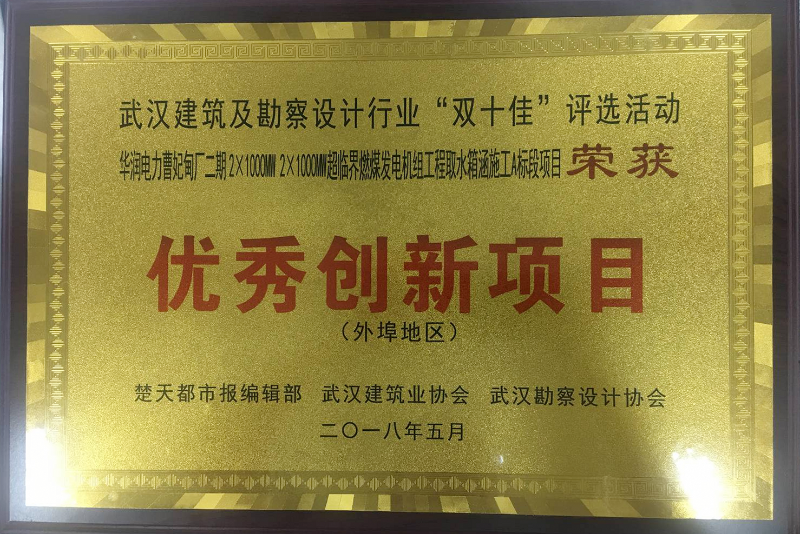 武汉建筑及勘察设计行业“双十佳”评选活动
华润电力曹妃甸厂二期2×1000MW 2×1000MW超临界燃煤发电机组工程取水箱涵施工A标段项目 荣获
优秀创新项目
（外埠地区）
楚天都市报编辑部 武汉建筑业协会 武汉勘察设计协会
二〇一八年五月